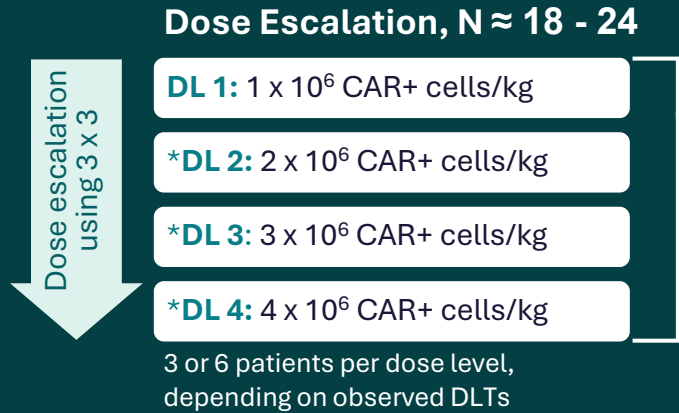 Dose Escalation, N ≈ 18 - 24
Dose escalation
using 3 x 3
DL 1: 1 x 10⁶ CAR+ cells/kg
*DL 2: 2 x 10⁶ CAR+ cells/kg
*DL 3: 3 x 10⁶ CAR+ cells/kg
*DL 4: 4 x 10⁶ CAR+ cells/kg
3 or 6 patients per dose level,
depending on observed DLTs